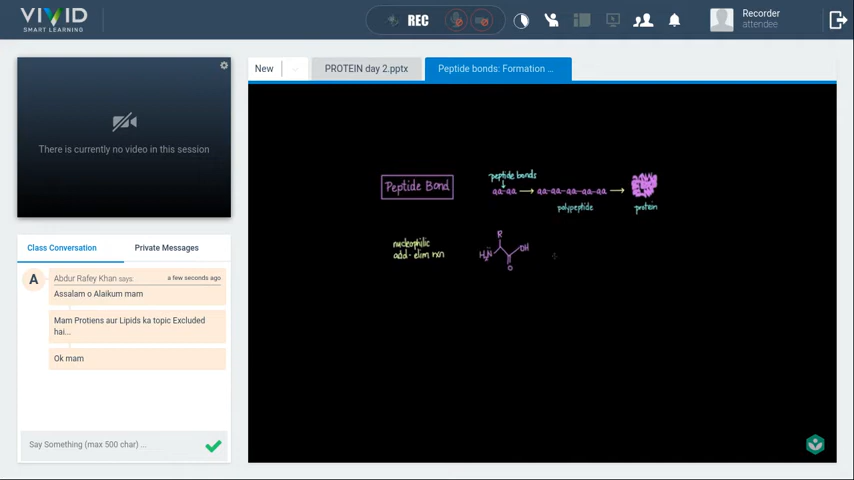 VIVID
SMART LEARNING
REC
Recorder
attendee
New
PROTEIN day 2.pptx
Peptide bonds: Formation ...
There is currently no video in this session
Class Conversation
Private Messages
A
Abdur Rafey Khan says:
a few seconds ago
Assalam o Alaikum mam
Mam Protiens aur Lipids ka topic Excluded
hai...
Ok mam
Say Something (max 500 char) ...
Peptide Bond
peptide bonds
aa-aa → aa-aa-aa-aa-aa →
polypeptide
protein
nucleophilic
add-elim rxn
R
H₂N
OH
O